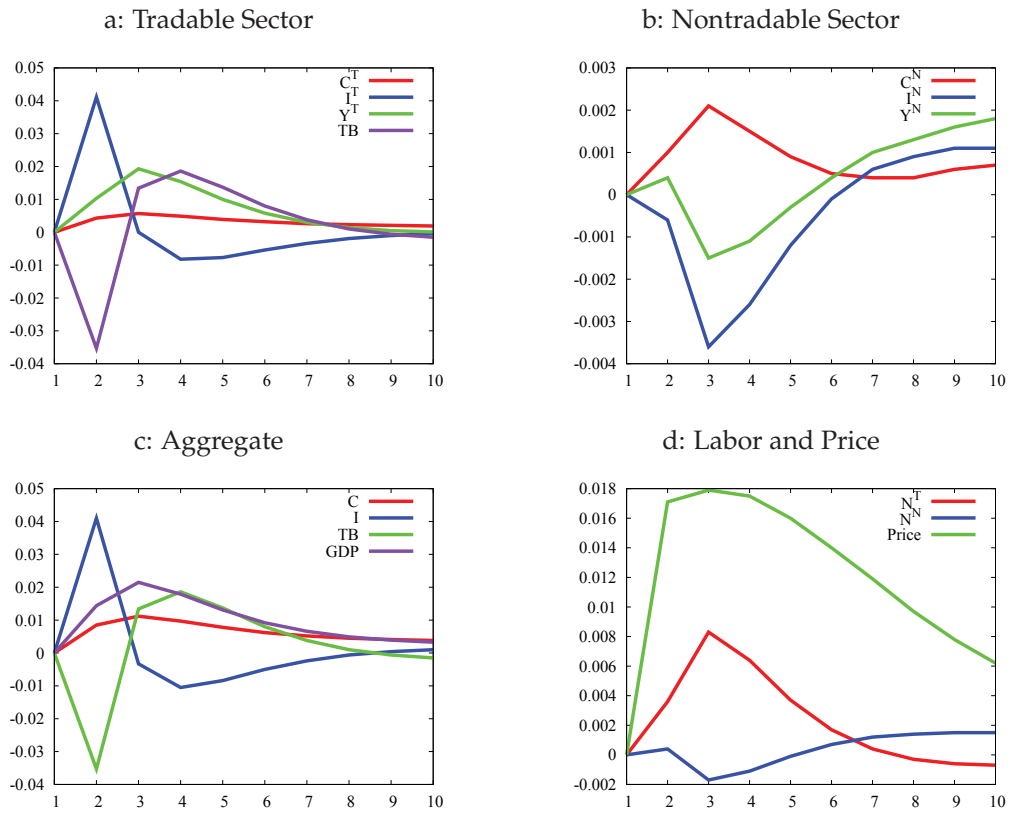 a: Tradable Sector
0.05
0.04
0.03
0.02
0.01
0
-0.01
-0.02
-0.03
-0.04
1 2 3 4 5 6 7 8 9 10
C^T
I^T
Y^T
TB
b: Nontradable Sector
0.003
0.002
0.001
0
-0.001
-0.002
-0.003
-0.004
1 2 3 4 5 6 7 8 9 10
C^N
I^N
Y^N
c: Aggregate
0.05
0.04
0.03
0.02
0.01
0
-0.01
-0.02
-0.03
-0.04
1 2 3 4 5 6 7 8 9 10
C
I
TB
GDP
d: Labor and Price
0.018
0.016
0.014
0.012
0.01
0.008
0.006
0.004
0.002
0
-0.002
1 2 3 4 5 6 7 8 9 10
N^T
N^N
Price